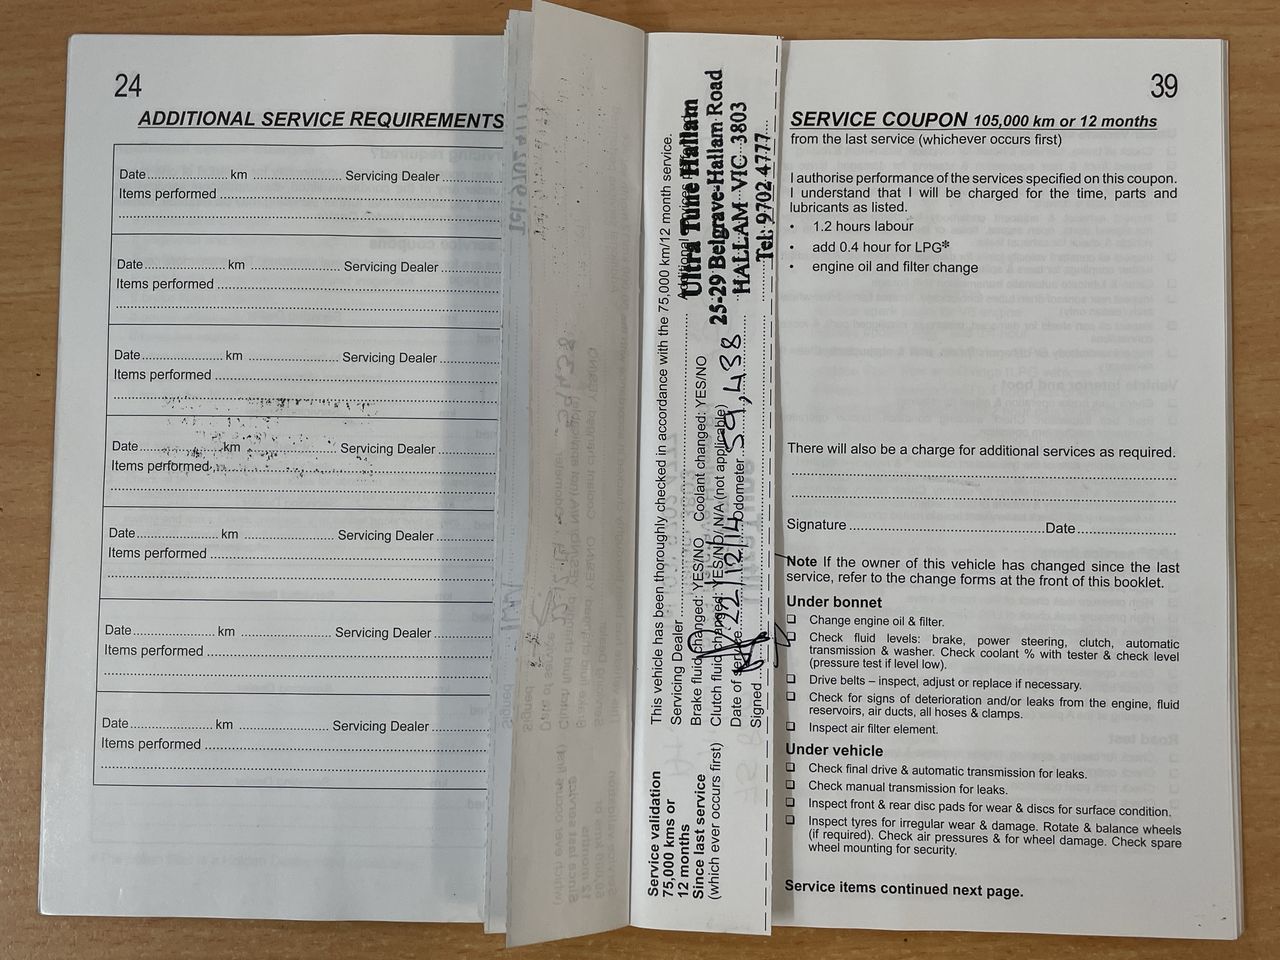 24
ADDITIONAL SERVICE REQUIREMENTS
Date............ km ............ Servicing Dealer ............
Items performed ............
Date............ km ............ Servicing Dealer ............
Items performed ............
Date............ km ............ Servicing Dealer ............
Items performed ............
Date............ km ............ Servicing Dealer ............
Items performed ............
Date............ km ............ Servicing Dealer ............
Items performed ............
Date............ km ............ Servicing Dealer ............
Items performed ............
Date............ km ............ Servicing Dealer ............
Items performed ............
Service validation
75,000 kms or
12 months
Since last service
(which ever occurs first)
This vehicle has been thoroughly checked in accordance with the 75,000 km/12 month service.
Servicing Dealer ............
Ultra Tune Hallam
25-29 Belgrave-Hallam Road
HALLAM VIC 3803
Tel: 9702 4777
Brake fluid changed: YES/NO Coolant changed: YES/NO
Clutch fluid changed: YES/NO/ N/A (not applicable)
Date of service 22/12/14 odometer 59,438
Signed
39
SERVICE COUPON 105,000 km or 12 months
from the last service (whichever occurs first)
I authorise performance of the services specified on this coupon.
I understand that I will be charged for the time, parts and
lubricants as listed.
• 1.2 hours labour
• add 0.4 hour for LPG*
• engine oil and filter change
There will also be a charge for additional services as required.
Signature ............ Date ............
Note If the owner of this vehicle has changed since the last
service, refer to the change forms at the front of this booklet.
Under bonnet
Change engine oil & filter.
Check fluid levels: brake, power steering, clutch, automatic
transmission & washer. Check coolant % with tester & check level
(pressure test if level low).
Drive belts – inspect, adjust or replace if necessary.
Check for signs of deterioration and/or leaks from the engine, fluid
reservoirs, air ducts, all hoses & clamps.
Inspect air filter element.
Under vehicle
Check final drive & automatic transmission for leaks.
Check manual transmission for leaks.
Inspect front & rear disc pads for wear & discs for surface condition.
Inspect tyres for irregular wear & damage. Rotate & balance wheels
(if required). Check air pressures & for wheel damage. Check spare
wheel mounting for security.
Service items continued next page.